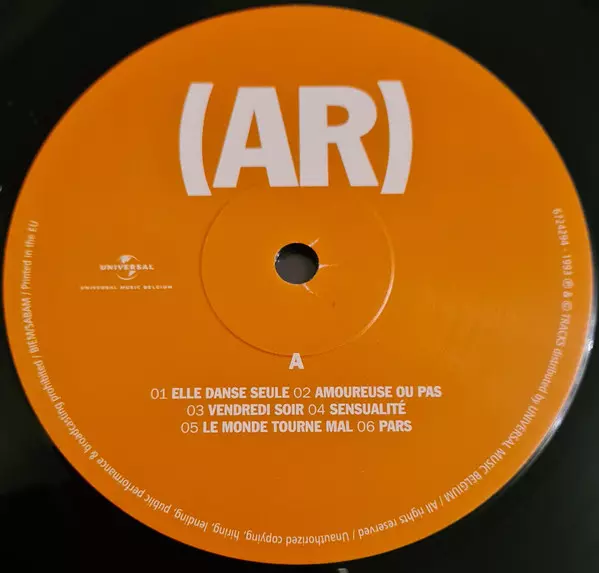 (AR)
UNIVERSAL
UNIVERSAL MUSIC BELGIUM
A
01 ELLE DANSE SEULE 02 AMOUREUSE OU PAS
03 VENDREDI SOIR 04 SENSUALITÉ
05 LE MONDE TOURNE MAL 06 PARS
6724294 - 1993 ℗ & © TRACKS distributed by UNIVERSAL MUSIC BELGIUM / All rights reserved / Unauthorized copying, hiring, lending, public performance & broadcasting prohibited / BIEM/SABAM / Printed in the EU